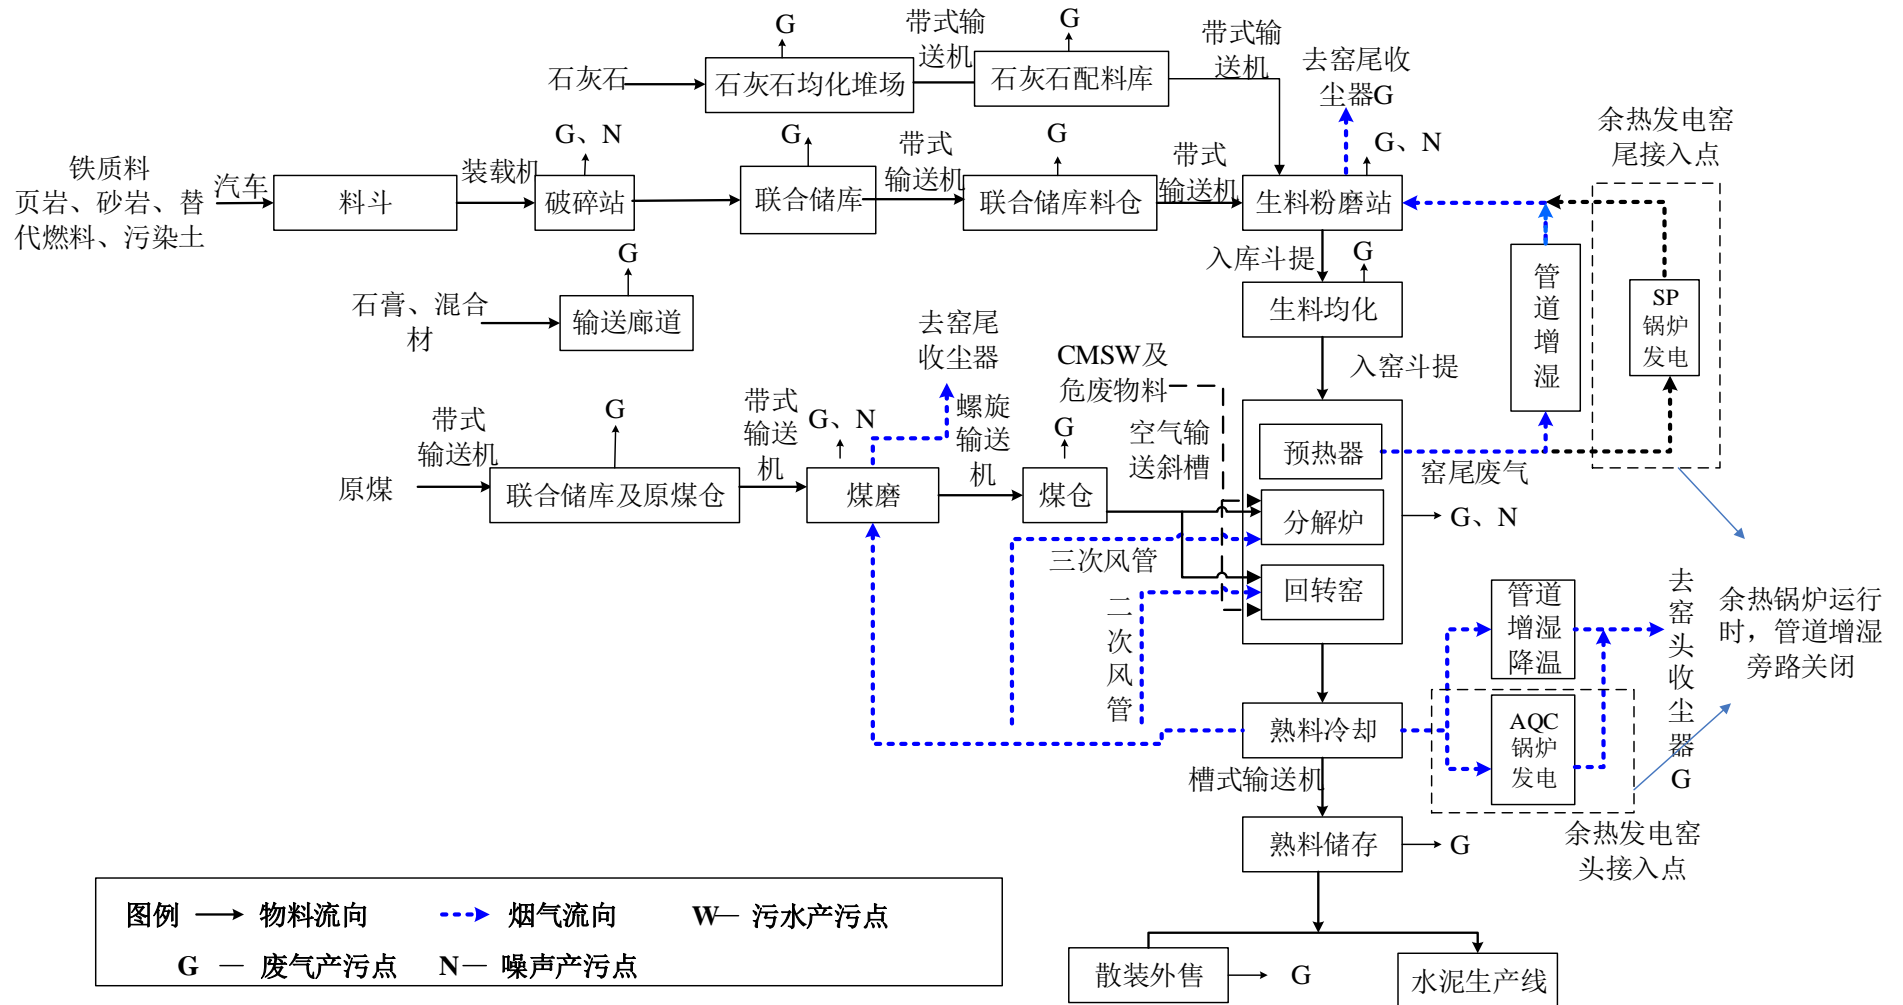 G
带式输
送机
G
带式输
送机
去窑尾收
尘器G
石灰石
石灰石均化堆场
石灰石配料库
余热发电窑
尾接入点
G、N
G
带式
输送机
G
带式
输送机
G、N
铁质料
页岩、砂岩、替
代燃料、污染土
汽车
料斗
装载机
破碎站
联合储库
联合储库料仓
生料粉磨站
入库斗提
G
G
石膏、混合
材
输送廊道
生料均化
管
道
增
湿
SP
锅炉
发电
去窑尾
收尘器
CMSW及
危废物料
入窑斗提
带式
输送机
G
带式
输送
机
G、N
螺旋
输送
机
G
空气输
送斜槽
预热器
窑尾废气
原煤
联合储库及原煤仓
煤磨
煤仓
分解炉
G、N
三次风管
回转窑
二
次
风
管
管道
增湿
降温
去
窑
头
收
尘
器
G
余热锅炉运行
时，管道增湿
旁路关闭
熟料冷却
AQC
锅炉
发电
槽式输送机
余热发电窑
头接入点
熟料储存
G
图例
物料流向
烟气流向
W— 污水产污点
G — 废气产污点
N— 噪声产污点
散装外售
G
水泥生产线